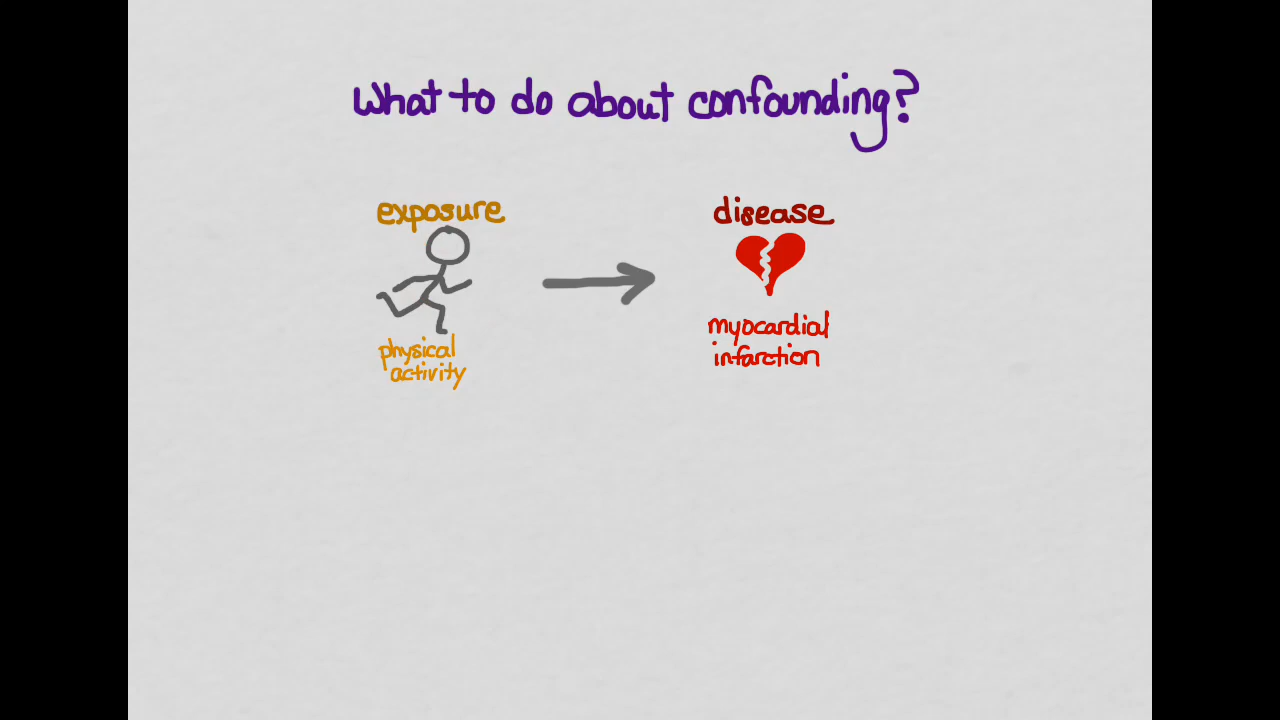 What to do about confounding?
exposure
disease
physical
activity
myocardial
infarction